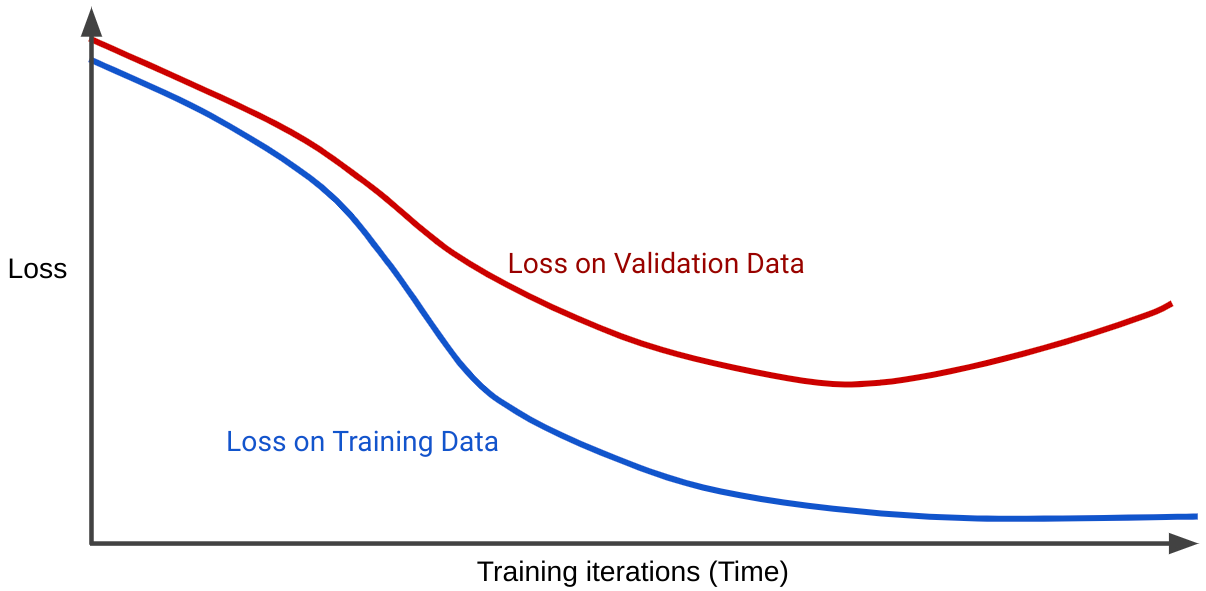 Loss on Validation Data
Loss
Loss on Training Data
Training iterations (Time)